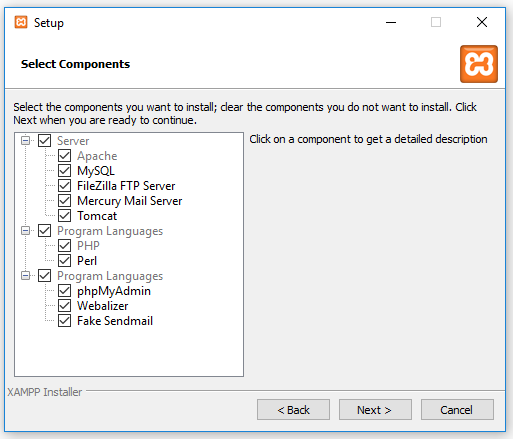 Setup
Select Components
Select the components you want to install; clear the components you do not want to install. Click
Next when you are ready to continue.
Server
Apache
MySQL
FileZilla FTP Server
Mercury Mail Server
Tomcat
Program Languages
PHP
Perl
Program Languages
phpMyAdmin
Webalizer
Fake Sendmail
Click on a component to get a detailed description
XAMPP Installer
< Back
Next >
Cancel